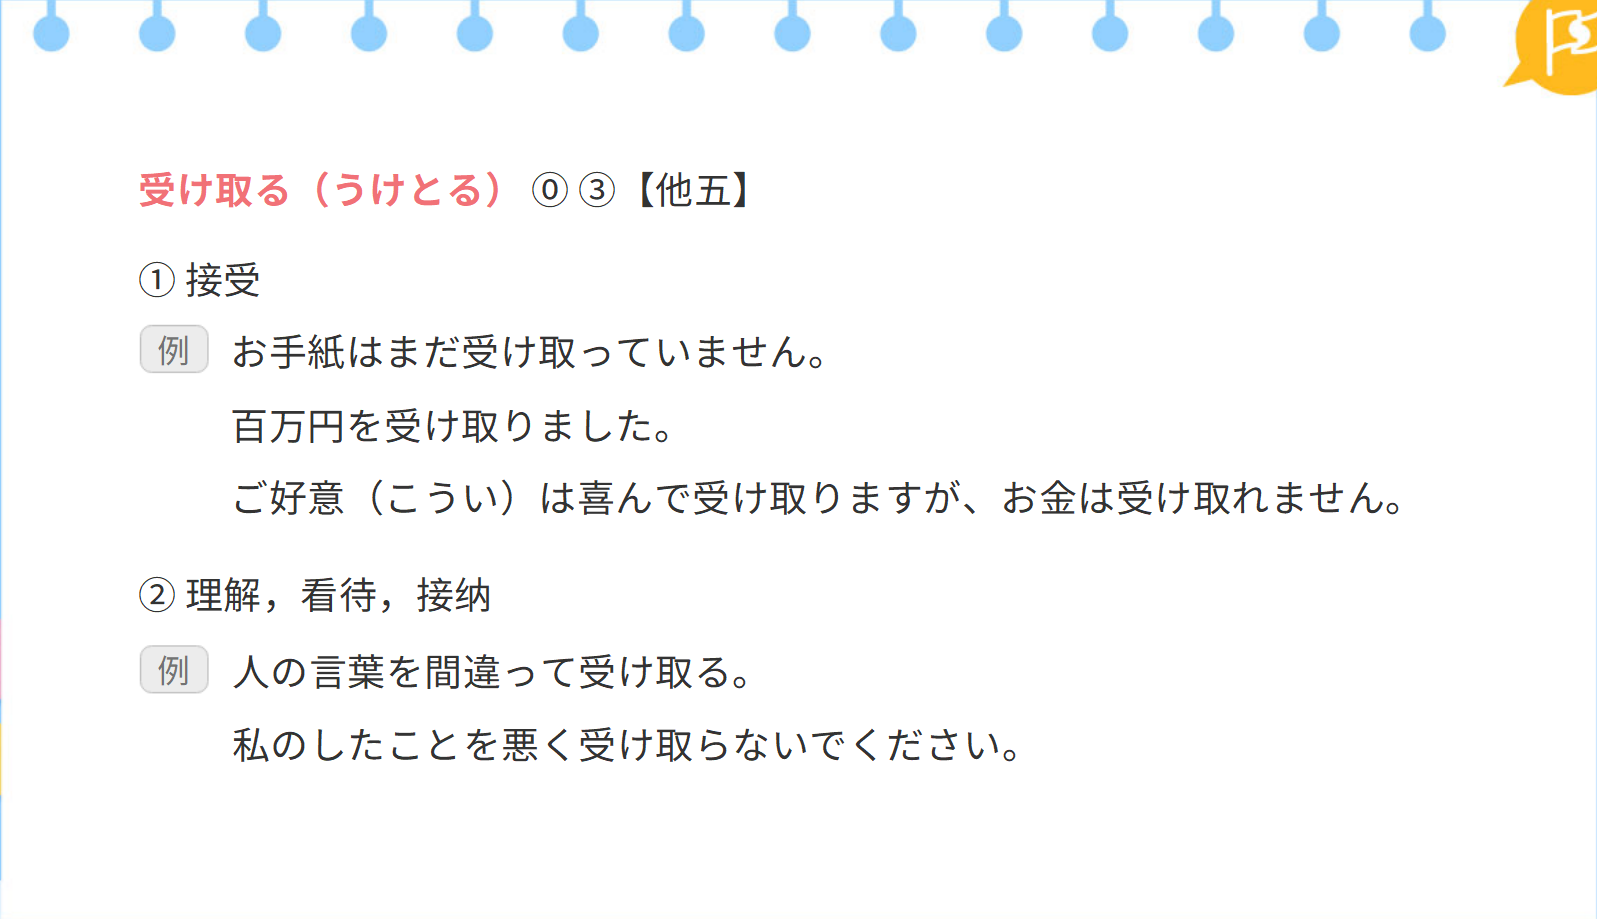 受け取る（うけとる） ⓪ ③【他五】
① 接受
例 お手紙はまだ受け取っていません。
百万円を受け取りました。
ご好意（こうい）は喜んで受け取りますが、お金は受け取れません。
② 理解，看待，接纳
例 人の言葉を間違って受け取る。
私のしたことを悪く受け取らないでください。